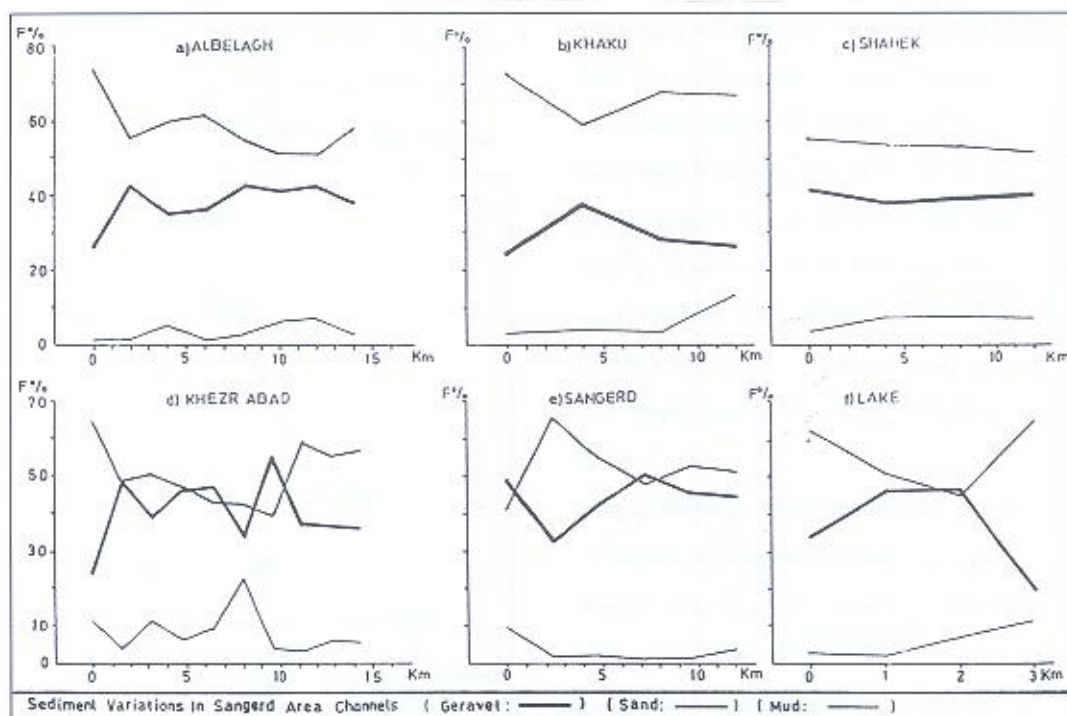 F°/o a) ALBELAGH
F°/o b) KHAKU
F°/o c) SHAHEK
80
60
40
20
0
0 5 10 15 Km
0 5 10 Km
0 5 10 Km
F°/o d) KHEZR ABAD
F°/o e) SANGERD
F°/o f) LAKE
70
50
30
10
0
0 5 10 15 Km
0 5 10 Km
0 1 2 3 Km
Sediment Variations In Sangerd Area Channels ( Geravel: ) ( Sand: ) ( Mud: )